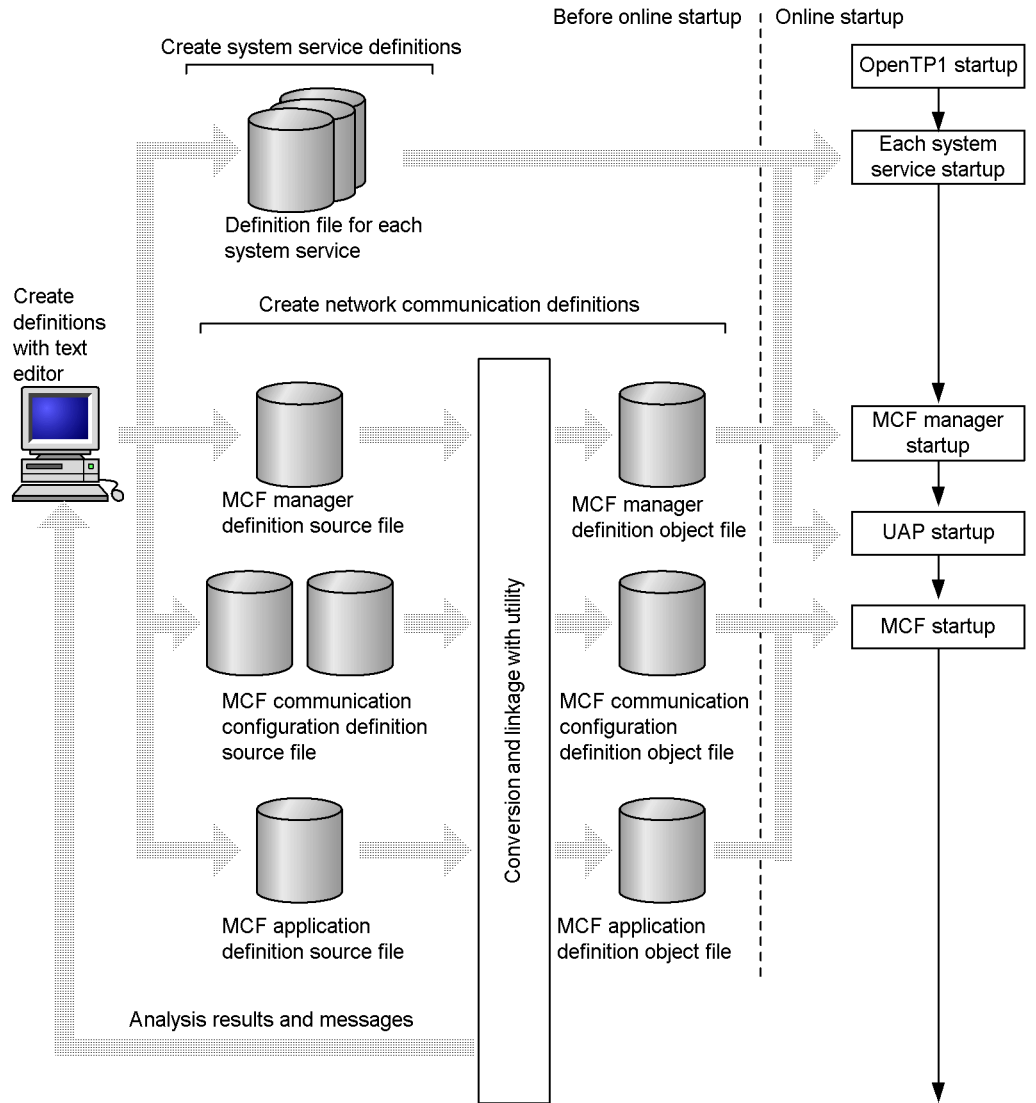 Before online startup
Online startup
Create system service definitions
OpenTP1 startup
Each system
service startup
Definition file for each
system service
Create
definitions
with text
editor
Create network communication definitions
MCF manager
startup
MCF manager
definition source file
MCF manager
definition object file
UAP startup
Conversion and linkage with utility
MCF startup
MCF communication
configuration definition
source file
MCF communication
configuration
definition object file
MCF application
definition source file
MCF application
definition object file
Analysis results and messages